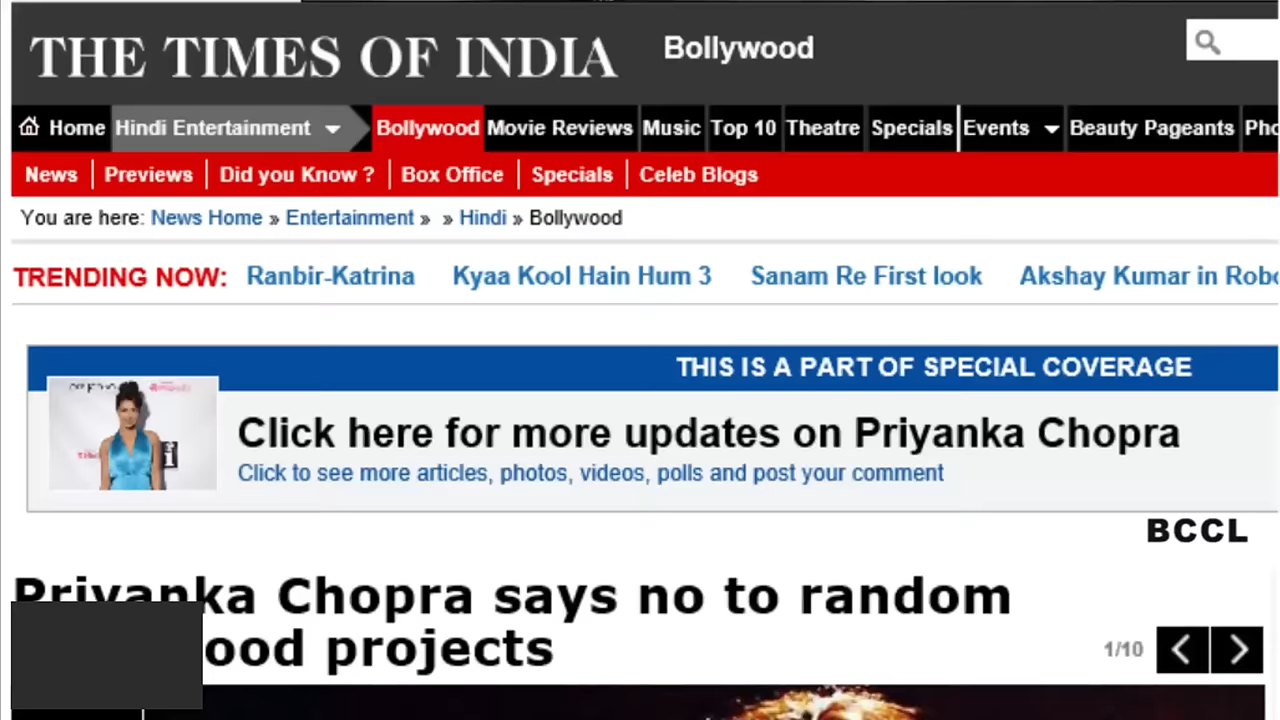 THE TIMES OF INDIA Bollywood
Home Hindi Entertainment Bollywood Movie Reviews Music Top 10 Theatre Specials Events Beauty Pageants
News Previews Did you Know ? Box Office Specials Celeb Blogs
You are here: News Home » Entertainment » » Hindi » Bollywood
TRENDING NOW: Ranbir-Katrina Kyaa Kool Hain Hum 3 Sanam Re First look Akshay Kumar in
THIS IS A PART OF SPECIAL COVERAGE
Click here for more updates on Priyanka Chopra
Click to see more articles, photos, videos, polls and post your comment
BCCL
Priyanka Chopra says no to random
projects
1/10